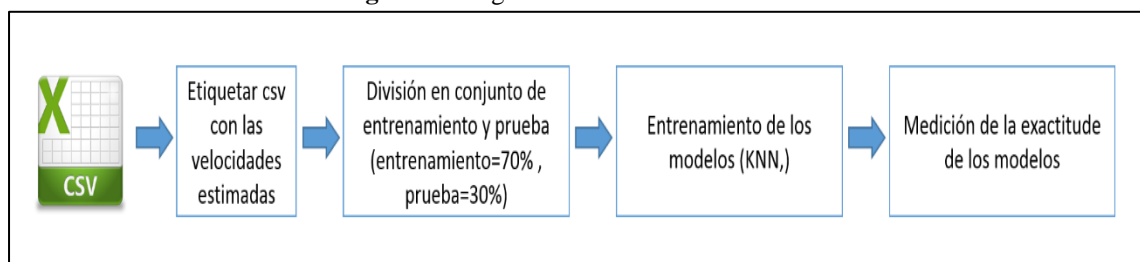 CSV
Etiquetar csv
con las
velocidades
estimadas
División en conjunto de
entrenamiento y prueba
(entrenamiento=70% ,
prueba=30%)
Entrenamiento de los
modelos (KNN,)
Medición de la exactitude
de los modelos